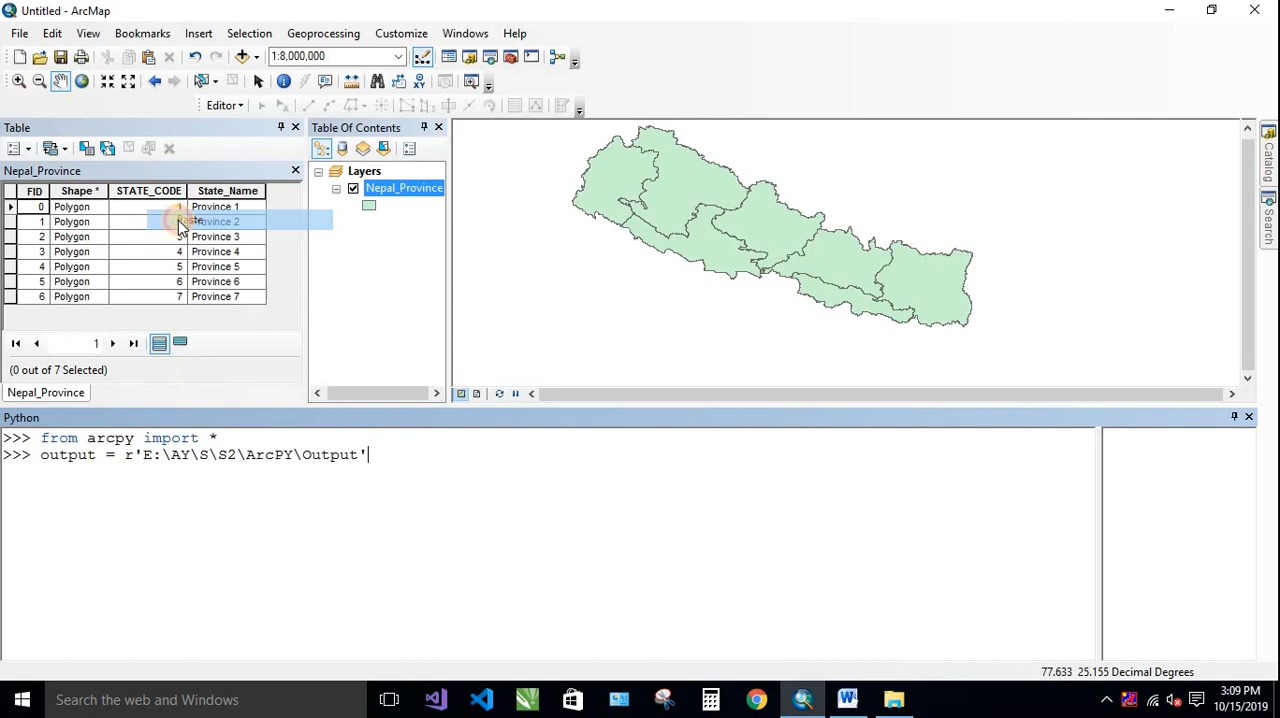 Untitled - ArcMap
File Edit View Bookmarks Insert Selection Geoprocessing Customize Windows Help
1:8,000,000
Editor
Table
Table Of Contents
Nepal_Province
Layers
Nepal_Province
FID Shape * STATE_CODE State_Name
0 Polygon 1 Province 1
1 Polygon Province 2
2 Polygon 3 Province 3
3 Polygon 4 Province 4
4 Polygon 5 Province 5
5 Polygon 6 Province 6
6 Polygon 7 Province 7
1
(0 out of 7 Selected)
Nepal_Province
Catalog
Search
Python
>>> from arcpy import *
>>> output = r'E:\AY\S\S2\ArcPY\Output'
77.633 25.155 Decimal Degrees
Search the web and Windows
3:09 PM
10/15/2019